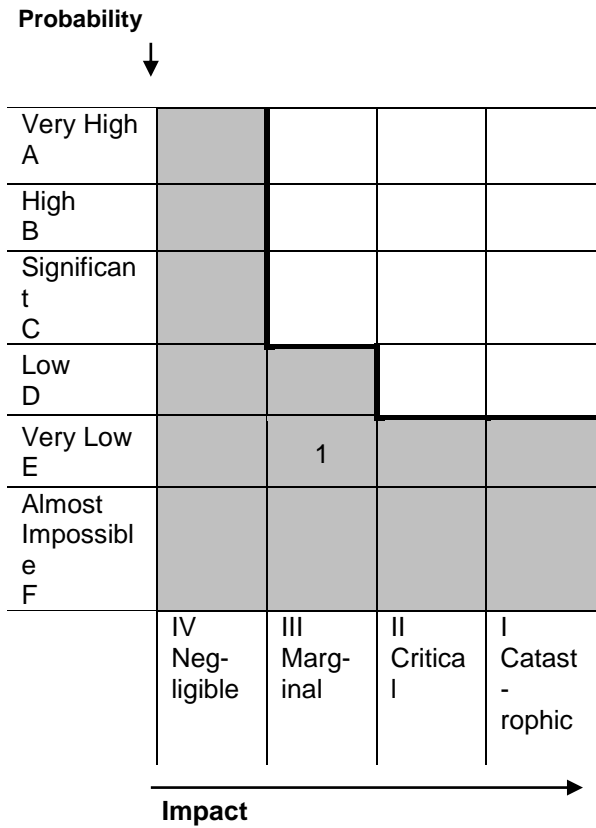 Probability
Very High
A
High
B
Significan
t
C
Low
D
Very Low
E
1
Almost
Impossibl
e
F
IV
Neg-
ligible
III
Marg-
inal
II
Critica
l
I
Catast
-
rophic
Impact